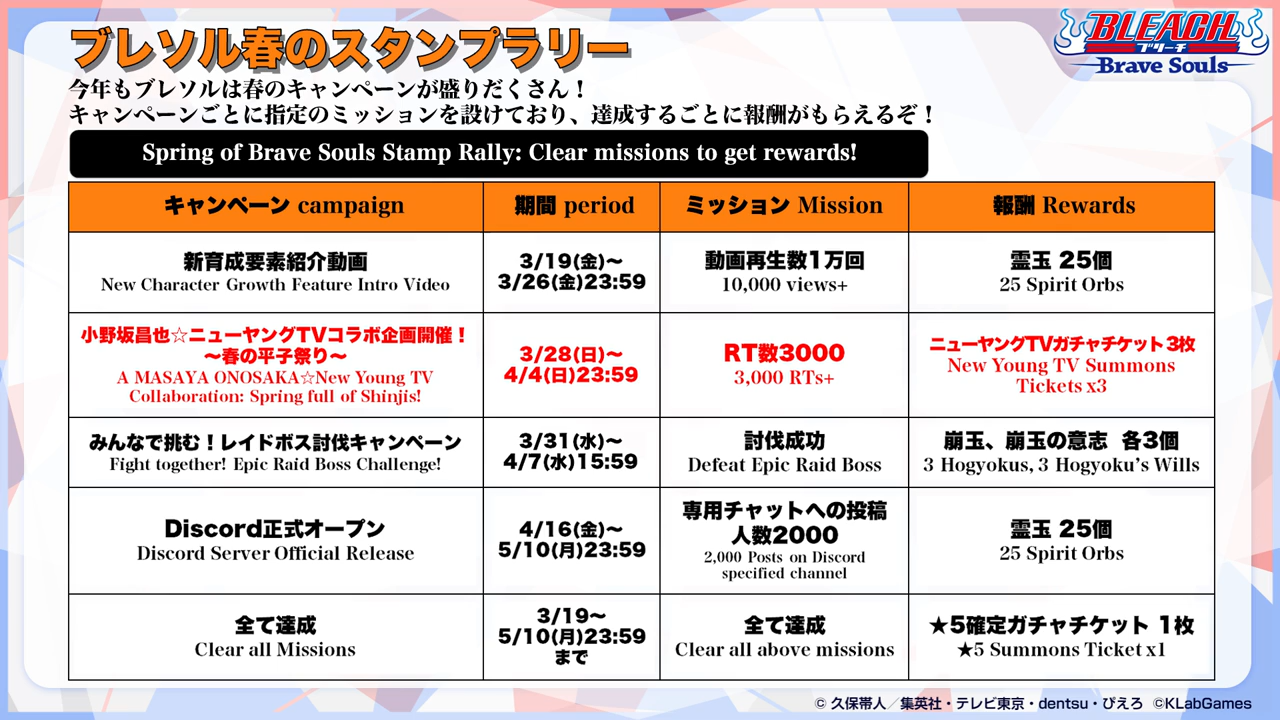 ブレソル春のスタンプラリー
BLEACH
ブリーチ
Brave Souls
今年もブレソルは春のキャンペーンが盛りだくさん！
キャンペーンごとに指定のミッションを設けており、達成するごとに報酬がもらえるぞ！
Spring of Brave Souls Stamp Rally: Clear missions to get rewards!
キャンペーン campaign
期間 period
ミッション Mission
報酬 Rewards
新育成要素紹介動画
New Character Growth Feature Intro Video
3/19(金)～
3/26(金)23:59
動画再生数1万回
10,000 views+
霊玉 25個
25 Spirit Orbs
小野坂昌也☆ニューヤングTVコラボ企画開催！
～春の平子祭り～
A MASAYA ONOSAKA☆New Young TV
Collaboration: Spring full of Shinjis!
3/28(日)～
4/4(日)23:59
RT数3000
3,000 RTs+
ニューヤングTVガチャチケット3枚
New Young TV Summons
Tickets x3
みんなで挑む！レイドボス討伐キャンペーン
Fight together! Epic Raid Boss Challenge!
3/31(水)～
4/7(水)15:59
討伐成功
Defeat Epic Raid Boss
崩玉、崩玉の意志 各3個
3 Hogyokus, 3 Hogyoku's Wills
Discord正式オープン
Discord Server Official Release
4/16(金)～
5/10(月)23:59
専用チャットへの投稿
人数2000
2,000 Posts on Discord
specified channel
霊玉 25個
25 Spirit Orbs
全て達成
Clear all Missions
3/19～
5/10(月)23:59
まで
全て達成
Clear all above missions
★5確定ガチャチケット 1枚
★5 Summons Ticket x1
© 久保帯人／集英社・テレビ東京・dentsu・ぴえろ ©KLabGames